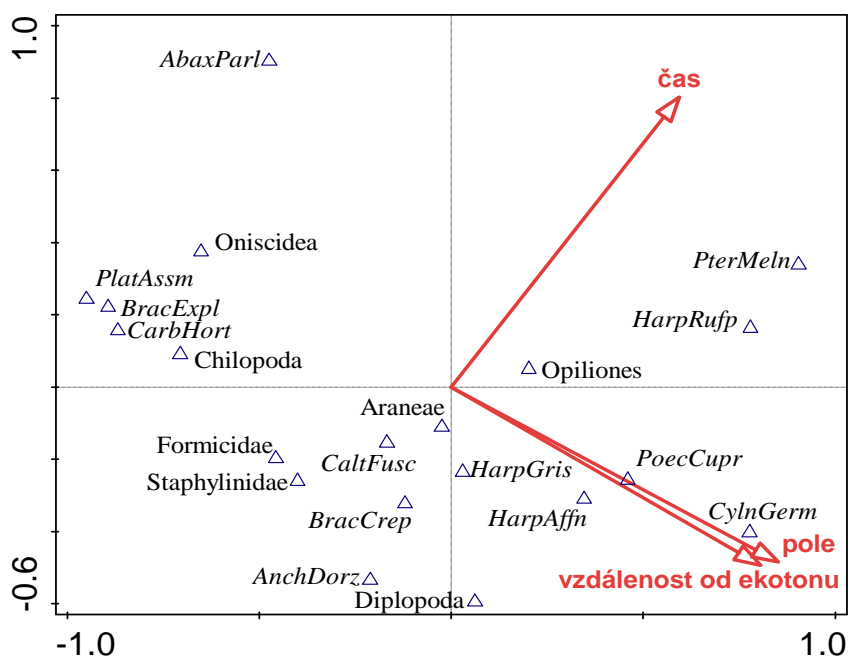 1.0
AbaxParl
čas
Oniscidea
PterMeln
PlatAssm
BracExpl
HarpRufp
CarbHort
Chilopoda
Opiliones
Araneae
Formicidae
CaltFusc
HarpGris
PoecCupr
Staphylinidae
BracCrep
HarpAffn
CylnGerm
pole
AnchDorz
vzdálenost od ekotonu
Diplopoda
-0.6
-1.0
1.0